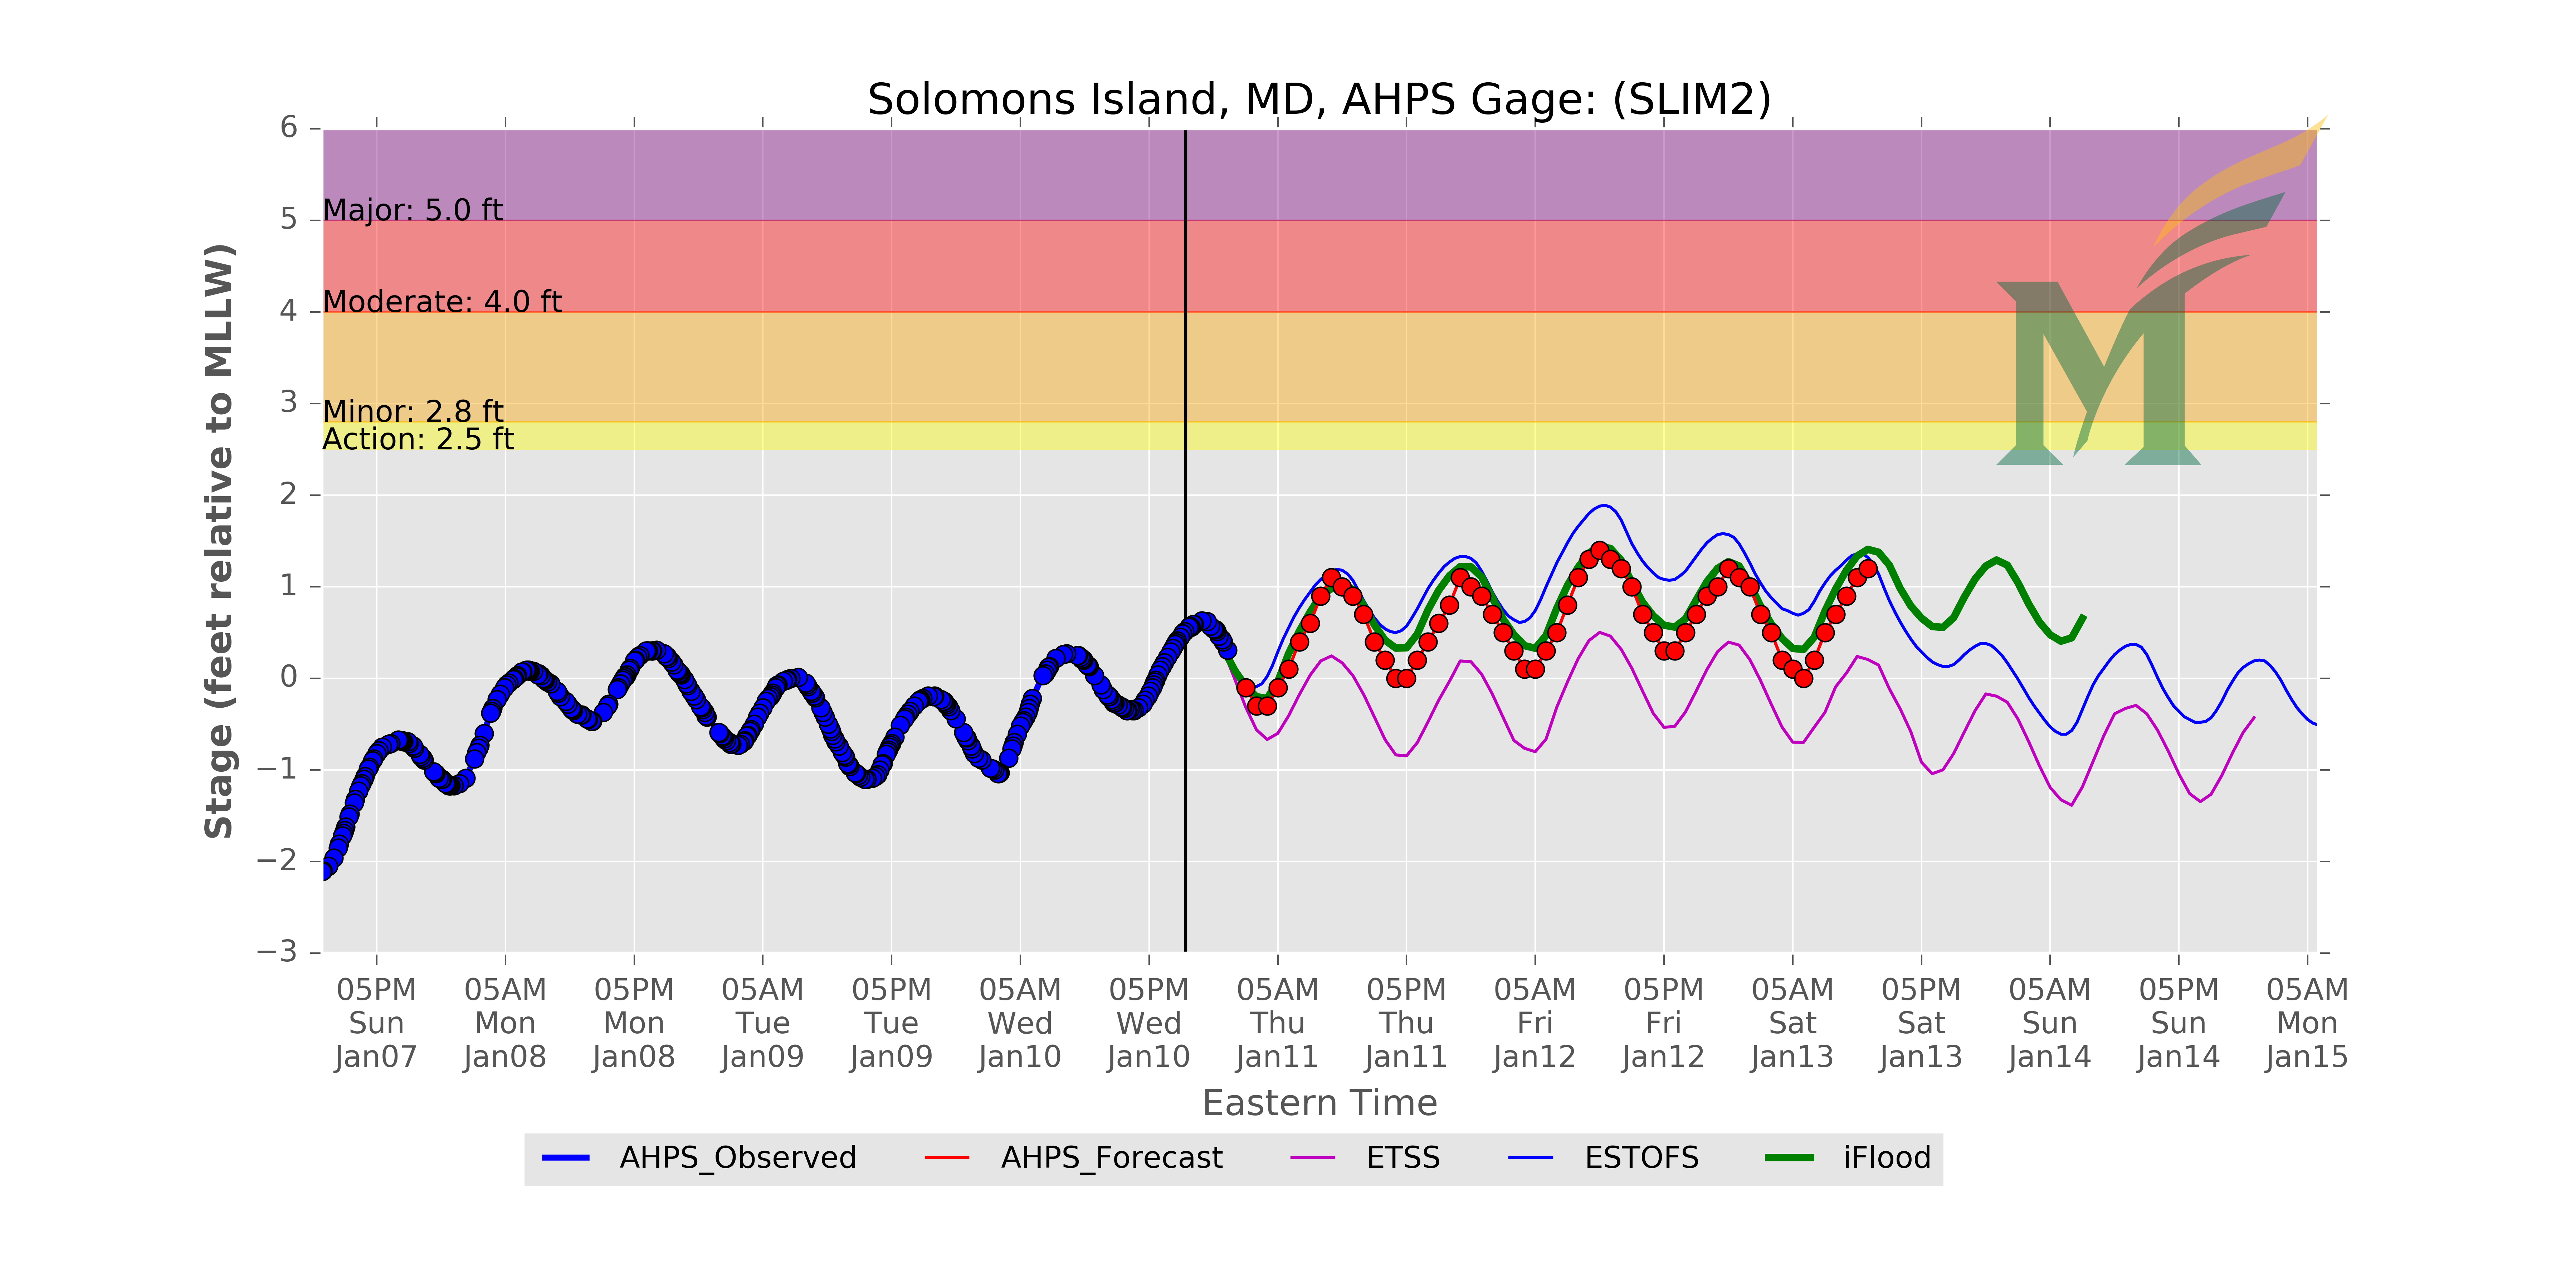 Solomons Island, MD, AHPS Gage: (SLIM2)
Stage (feet relative to MLLW)
6
5
4
3
2
1
0
−1
−2
−3
Major: 5.0 ft
Moderate: 4.0 ft
Minor: 2.8 ft
Action: 2.5 ft
M
05PM 05AM 05PM 05AM 05PM 05AM 05PM 05AM 05PM 05AM 05PM 05AM 05PM 05AM 05PM 05AM
Sun Mon Mon Tue Tue Wed Wed Thu Thu Fri Fri Sat Sat Sun Sun Mon
Jan07 Jan08 Jan08 Jan09 Jan09 Jan10 Jan10 Jan11 Jan11 Jan12 Jan12 Jan13 Jan13 Jan14 Jan14 Jan15
Eastern Time
AHPS_Observed AHPS_Forecast ETSS ESTOFS iFlood